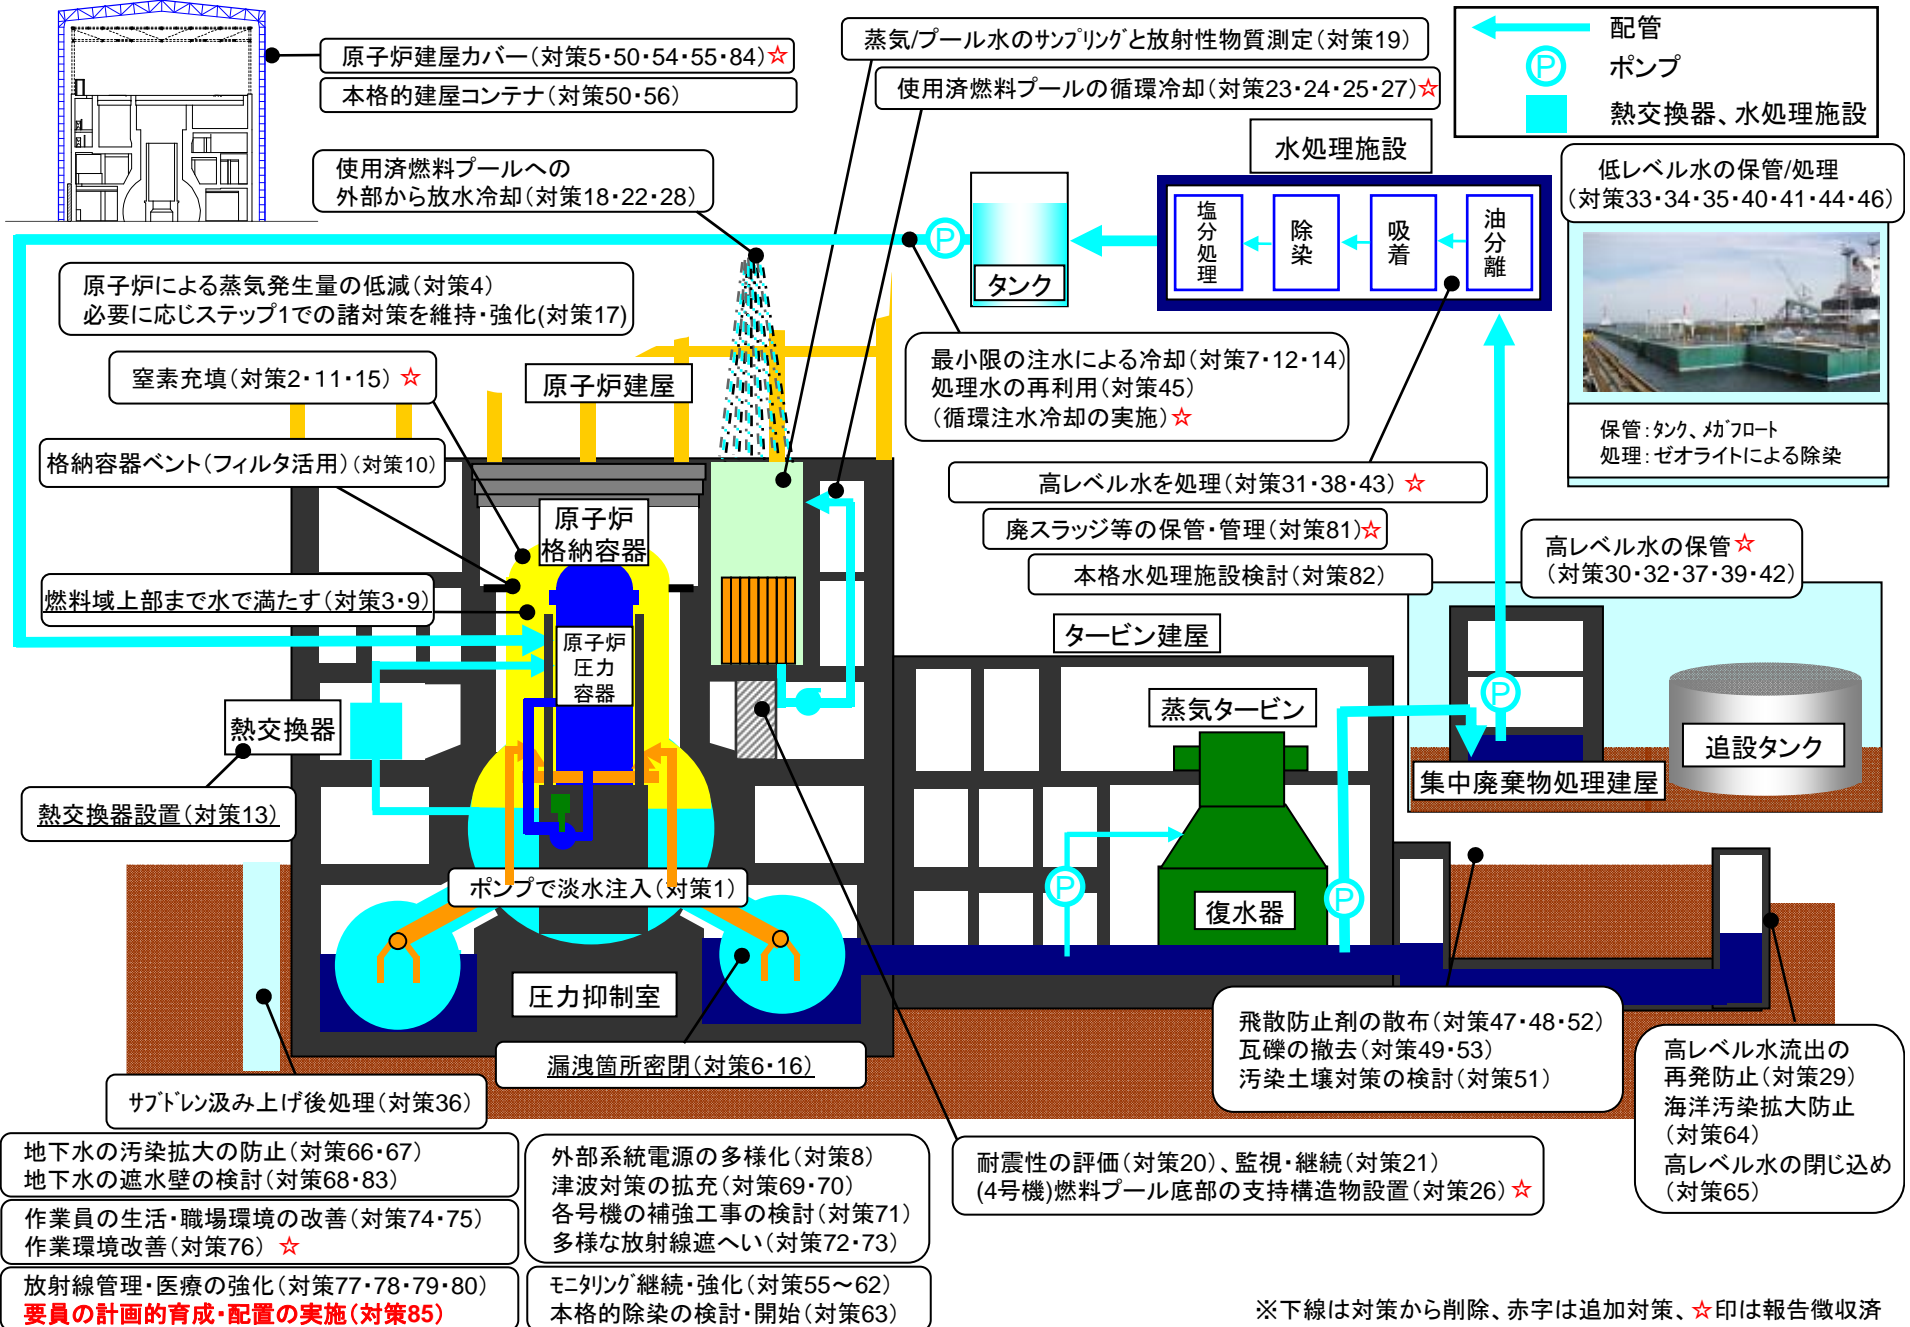 原子炉建屋カバー(対策5・50・54・55・84)☆
本格的建屋コンテナ(対策50・56)
蒸気/プール水のサンプリングと放射性物質測定(対策19)
使用済燃料プールの循環冷却(対策23・24・25・27)☆
配管
P
ポンプ
熱交換器、水処理施設
使用済燃料プールへの
外部から放水冷却(対策18・22・28)
水処理施設
塩分処理
除染
吸着
油分離
P
タンク
低レベル水の保管/処理
(対策33・34・35・40・41・44・46)
保管:タンク、メガフロート
処理:ゼオライトによる除染
原子炉による蒸気発生量の低減(対策4)
必要に応じステップ1での諸対策を維持・強化(対策17)
最小限の注水による冷却(対策7・12・14)
処理水の再利用(対策45)
(循環注水冷却の実施)☆
窒素充填(対策2・11・15)☆
原子炉建屋
格納容器ベント(フィルタ活用)(対策10)
高レベル水を処理(対策31・38・43)☆
廃スラッジ等の保管・管理(対策81)☆
本格水処理施設検討(対策82)
高レベル水の保管☆
(対策30・32・37・39・42)
原子炉
格納容器
燃料域上部まで水で満たす(対策3・9)
原子炉
圧力
容器
タービン建屋
P
熱交換器
蒸気タービン
追設タンク
集中廃棄物処理建屋
熱交換器設置(対策13)
ポンプで淡水注入(対策1)
P
復水器
P
圧力抑制室
漏洩箇所密閉(対策6・16)
サブドレン汲み上げ後処理(対策36)
飛散防止剤の散布(対策47・48・52)
瓦礫の撤去(対策49・53)
汚染土壌対策の検討(対策51)
高レベル水流出の
再発防止(対策29)
海洋汚染拡大防止
(対策64)
高レベル水の閉じ込め
(対策65)
地下水の汚染拡大の防止(対策66・67)
地下水の遮水壁の検討(対策68・83)
作業員の生活・職場環境の改善(対策74・75)
作業環境改善(対策76)☆
放射線管理・医療の強化(対策77・78・79・80)
要員の計画的育成・配置の実施(対策85)
外部系統電源の多様化(対策8)
津波対策の拡充(対策69・70)
各号機の補強工事の検討(対策71)
多様な放射線遮へい(対策72・73)
モニタリング継続・強化(対策55～62)
本格的除染の検討・開始(対策63)
耐震性の評価(対策20)、監視・継続(対策21)
(4号機)燃料プール底部の支持構造物設置(対策26)☆
※下線は対策から削除、赤字は追加対策、☆印は報告徴収済